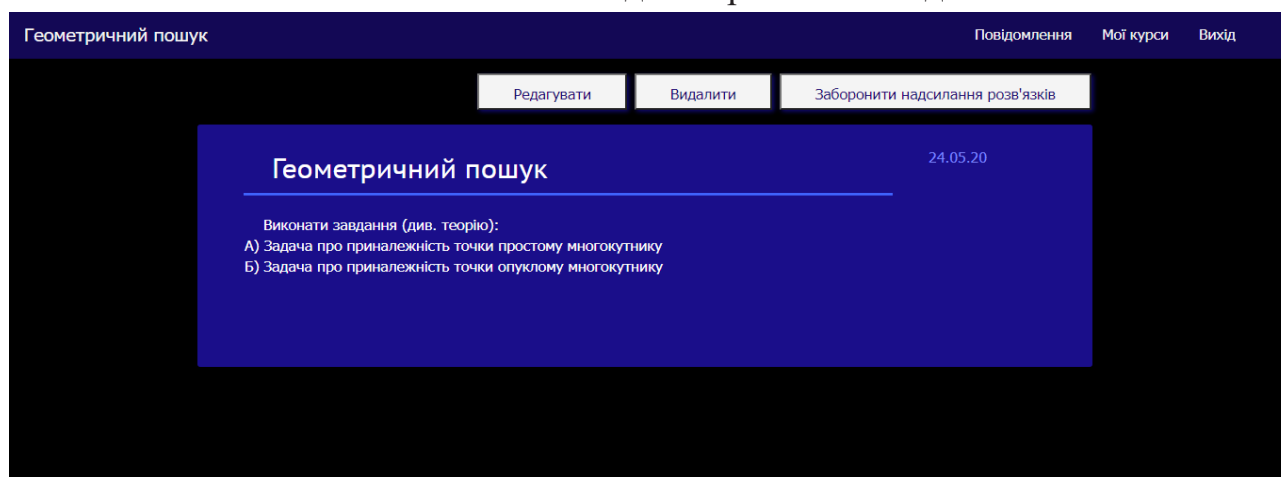 Геометричний пошук Повідомлення Мої курси Вихід
Редагувати Видалити Заборонити надсилання розв'язків
Геометричний пошук 24.05.20
Виконати завдання (див. теорію):
А) Задача про приналежність точки простому многокутнику
Б) Задача про приналежність точки опуклому многокутнику